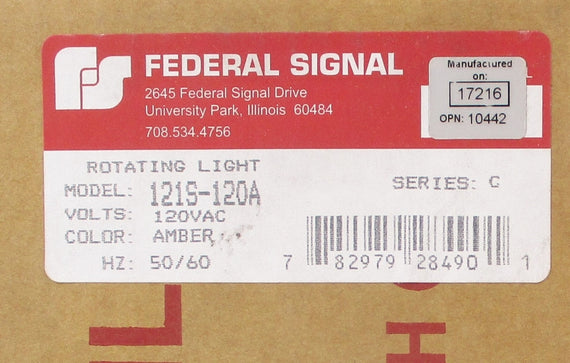 FEDERAL SIGNAL
2645 Federal Signal Drive
University Park, Illinois 60484
708.534.4756
Manufactured
on:
17216
OPN: 10442
ROTATING LIGHT
MODEL: 121S-120A
SERIES: C
VOLTS: 120VAC
COLOR: AMBER
HZ: 50/60
7 82979 28490 1